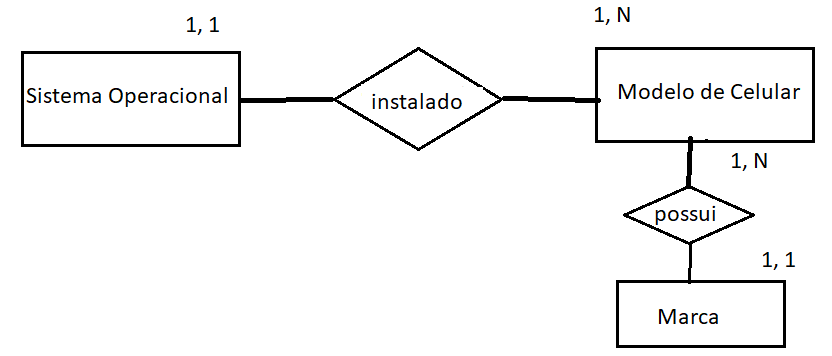 1, 1
1, N
Sistema Operacional
instalado
Modelo de Celular
1, N
possui
1, 1
Marca